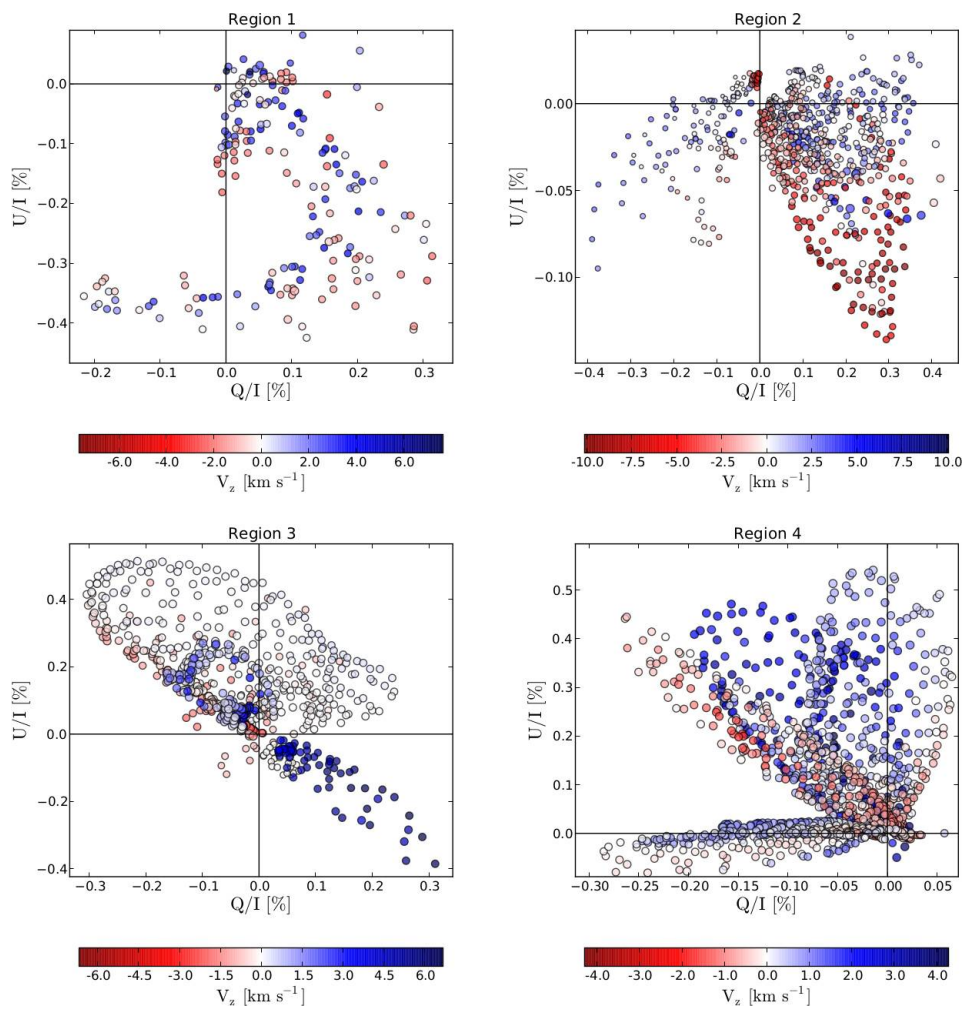 Region 1
0.0
−0.1
−0.2
−0.3
−0.4
U/I [%]
−0.2 −0.1 0.0 0.1 0.2 0.3
Q/I [%]
-6.0 -4.0 -2.0 0.0 2.0 4.0 6.0
V_z [km s⁻¹]
Region 2
0.00
−0.05
−0.10
U/I [%]
−0.4 −0.3 −0.2 −0.1 0.0 0.1 0.2 0.3 0.4
Q/I [%]
-10.0 -7.5 -5.0 -2.5 0.0 2.5 5.0 7.5 10.0
V_z [km s⁻¹]
Region 3
0.4
0.2
0.0
−0.2
−0.4
U/I [%]
−0.3 −0.2 −0.1 0.0 0.1 0.2 0.3
Q/I [%]
-6.0 -4.5 -3.0 -1.5 0.0 1.5 3.0 4.5 6.0
V_z [km s⁻¹]
Region 4
0.5
0.4
0.3
0.2
0.1
0.0
U/I [%]
−0.30 −0.25 −0.20 −0.15 −0.10 −0.05 0.00 0.05
Q/I [%]
-4.0 -3.0 -2.0 -1.0 0.0 1.0 2.0 3.0 4.0
V_z [km s⁻¹]